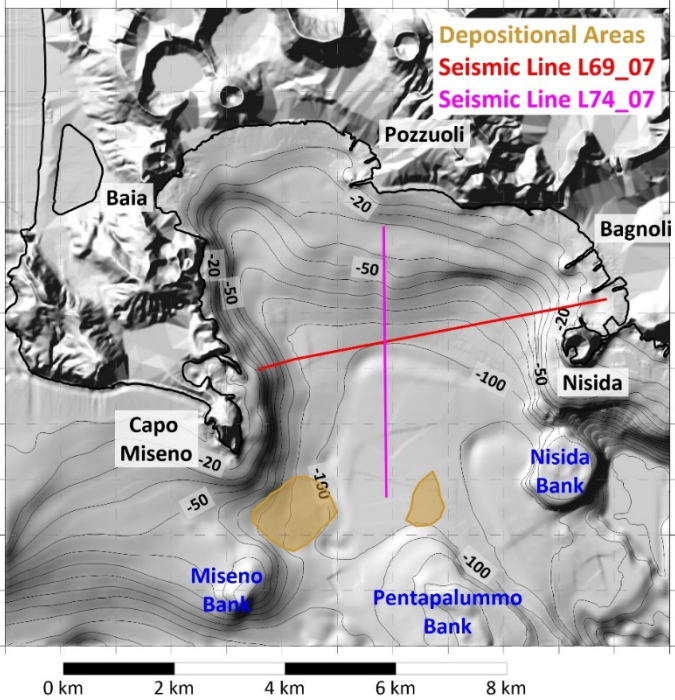 Depositional Areas
Seismic Line L69_07
Seismic Line L74_07
Pozzuoli
Baia
-20
Bagnoli
-50
-20
-50
-20
-100
-50
Nisida
Capo
Miseno
-20
-100
Nisida
Bank
-50
-100
Miseno
Bank
Pentapalummo
Bank
0 km 2 km 4 km 6 km 8 km